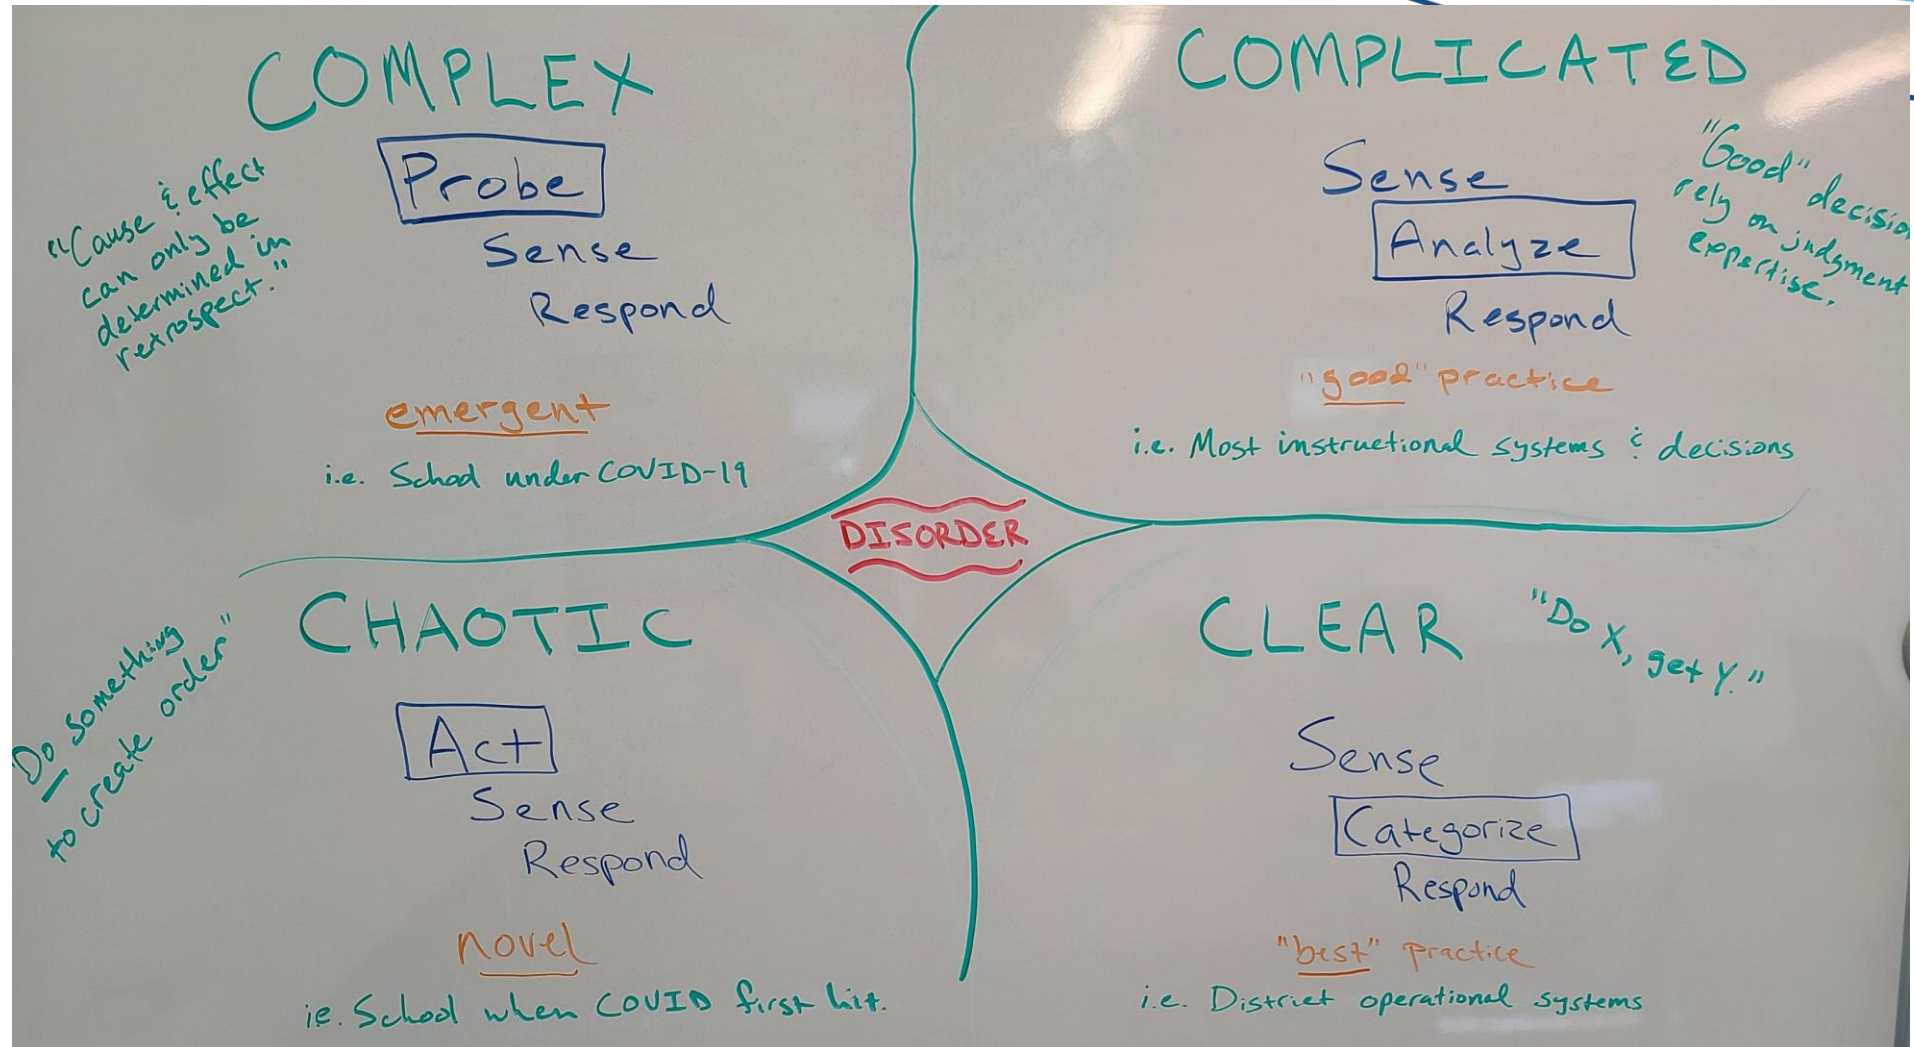 COMPLEX
Probe
Sense
Respond
"Cause & effect
can only be
determined in
retrospect."
emergent
i.e. School under COVID-19
COMPLICATED
Sense
Analyze
Respond
"Good" decision
rely on judgment
expertise.
"good" practice
i.e. Most instructional systems & decisions
DISORDER
CHAOTIC
"Do something
to create order"
Act
Sense
Respond
novel
ie. School when COVID first hit.
CLEAR
"Do X, get Y."
Sense
Categorize
Respond
"best" practice
i.e. District operational systems